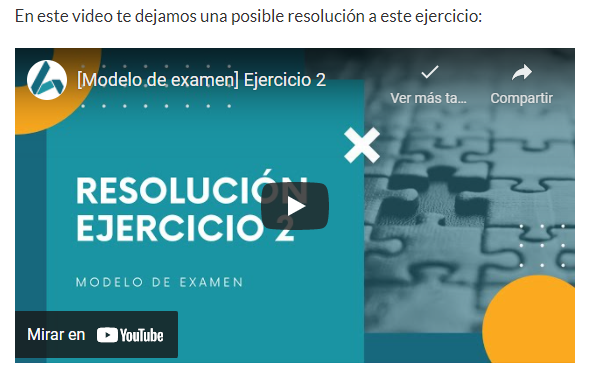 En este video te dejamos una posible resolución a este ejercicio:
[Modelo de examen] Ejercicio 2
Ver más ta...
Compartir
RESOLUCIÓN
EJERCICIO 2
MODELO DE EXAMEN
Mirar en YouTube